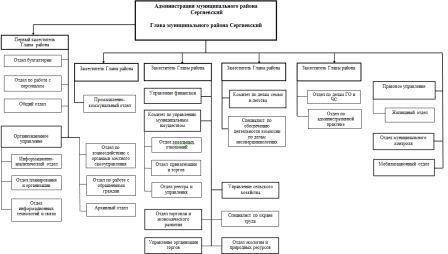 Администрация муниципального района
Сергиевский
Глава муниципального района Сергиевский
Первый заместитель
Главы района
Отдел бухгалтерии
Отдел по работе с
персоналом
Общий отдел
Организационное
управление
Информационно-
аналитический отдел
Отдел планирования
и организации
Отдел
информационных
технологий и связи
Заместитель Главы района
Промышленно-
коммунальный отдел
Отдел по
взаимодействию с
органами местного
самоуправления
Отдел по работе с
обращениями
граждан
Архивный отдел
Заместитель Главы района
Управление финансами
Комитет по управлению
муниципальным
имуществом
Отдел земельных
отношений
Отдел приватизации
и торгов
Отдел реестра и
управления
Отдел торговли и
экономического
развития
Управление организации
торгов
Заместитель Главы района
Комитет по делам семьи
и детства
Специалист по
обеспечению
деятельности комиссии
по делам
несовершеннолетних
Управление сельского
хозяйства
Специалист по охране
труда
Отдел экологии и
природных ресурсов
Заместитель Главы района
Отдел по делам ГО и
ЧС
Отдел по
административной
практике
Правовое управление
Жилищный отдел
Отдел муниципального
контроля
Мобилизационный отдел